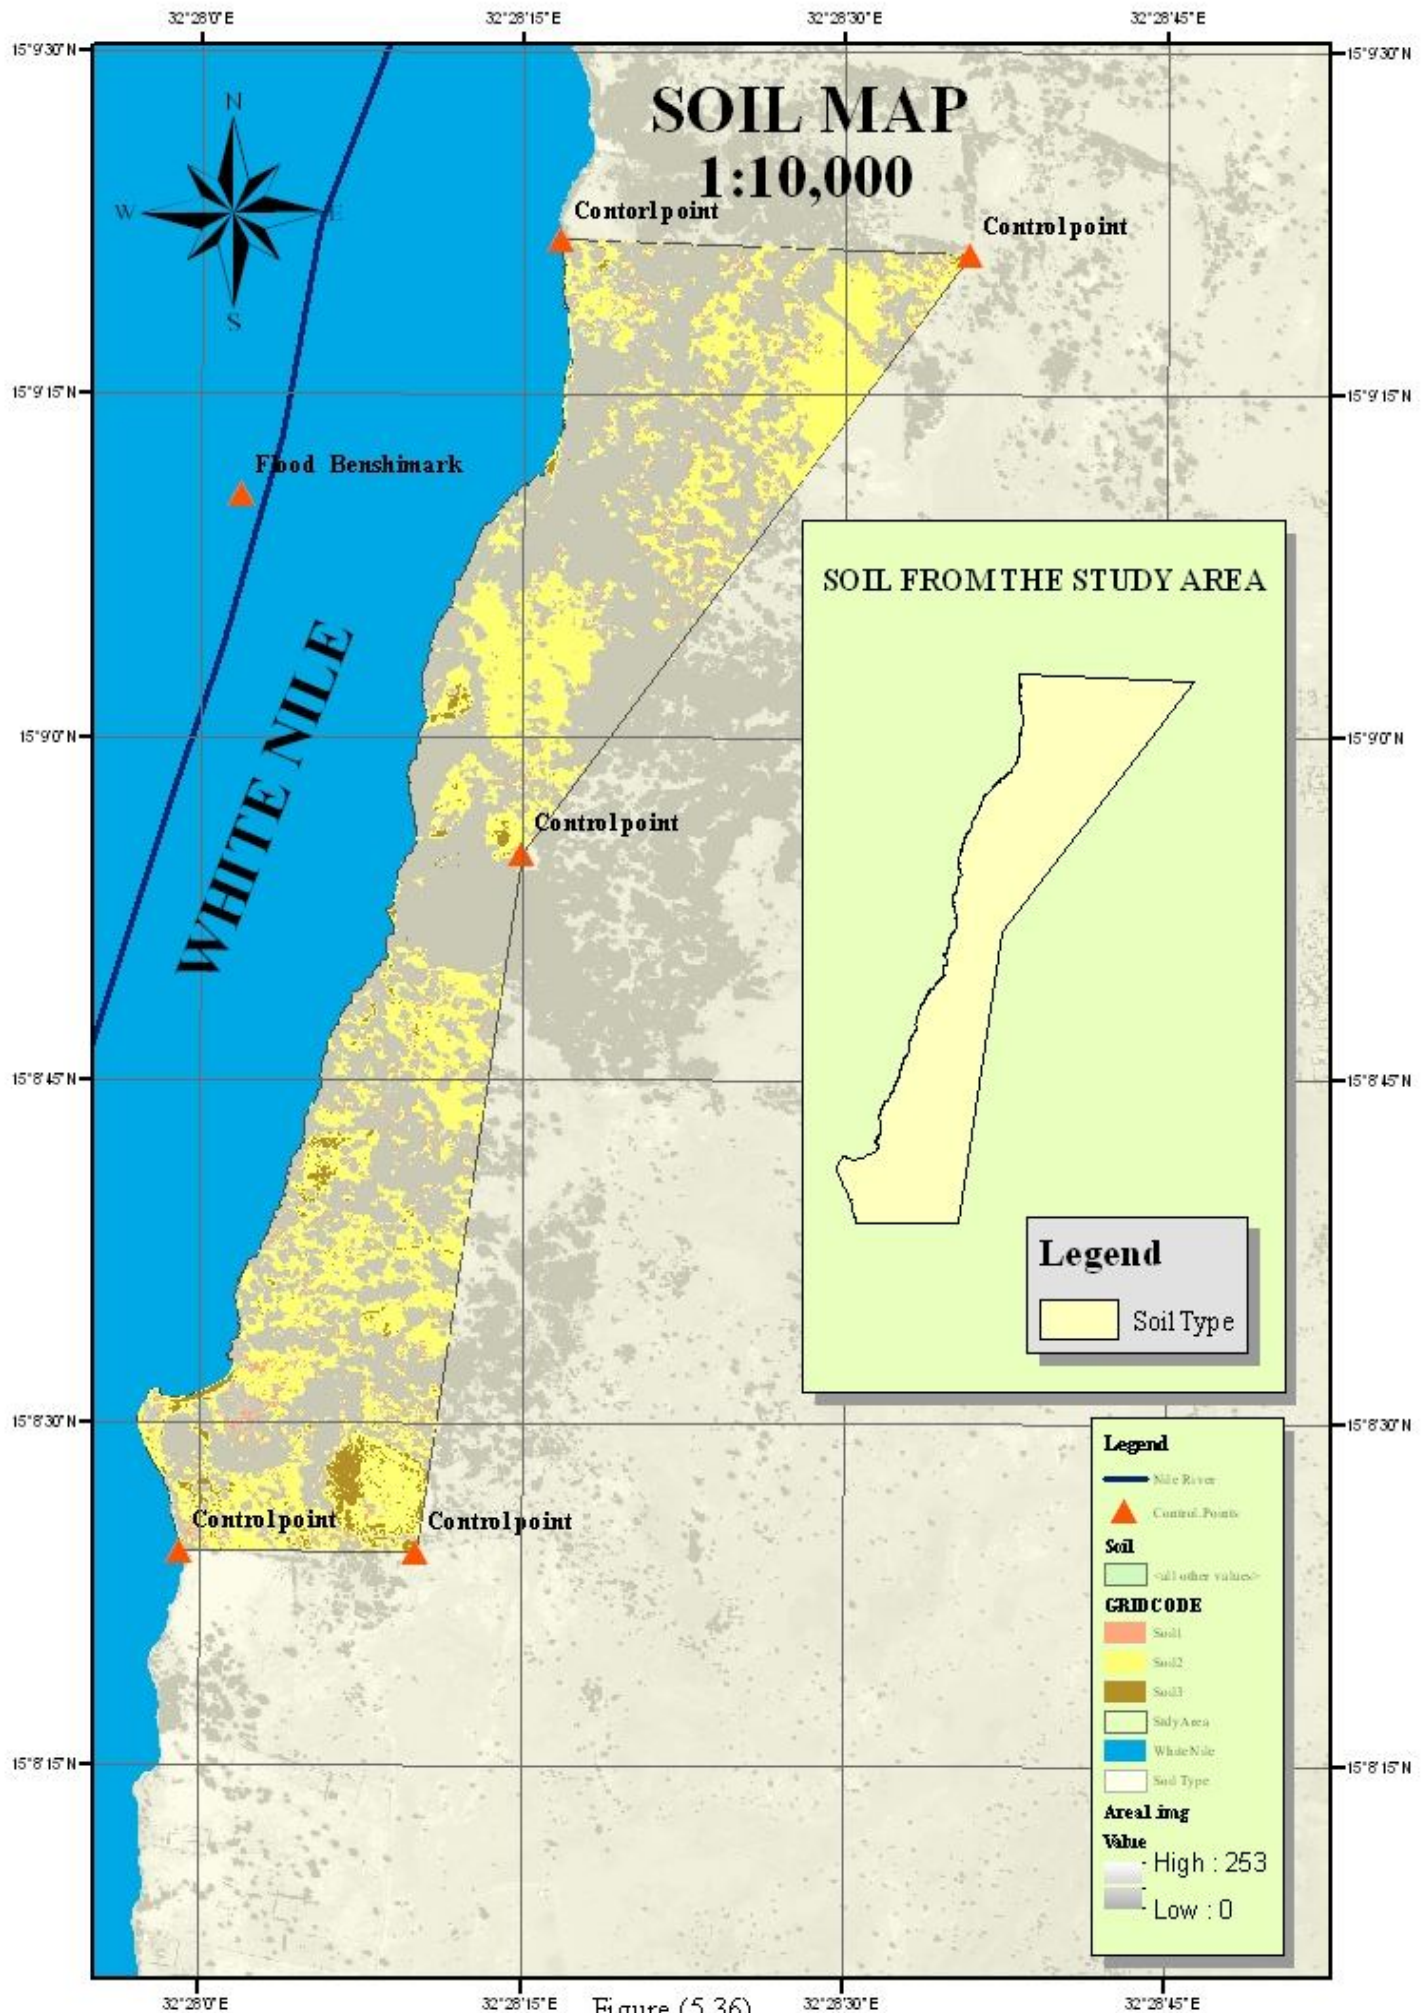 32°28'0"E 32°28'15"E 32°28'30"E 32°28'45"E
15°9'30"N 15°9'30"N
SOIL MAP
1:10,000
N
W E
S
Contorl point
Control point
15°9'15"N 15°9'15"N
Flood Benshimark
SOIL FROM THE STUDY AREA
WHITE NILE
15°9'0"N 15°9'0"N
Control point
15°8'45"N 15°8'45"N
Legend
Soil Type
15°8'30"N 15°8'30"N
Control point Control point
Legend
Nile River
Control.Points
Soil
<all other values>
GRIDCODE
Soil1
Soil2
Soil3
StdyArea
WhiteNile
Soil Type
15°8'15"N 15°8'15"N
Area1.img
Value
High : 253
Low : 0
32°28'0"E 32°28'15"E 32°28'30"E 32°28'45"E
Figure (5.36)